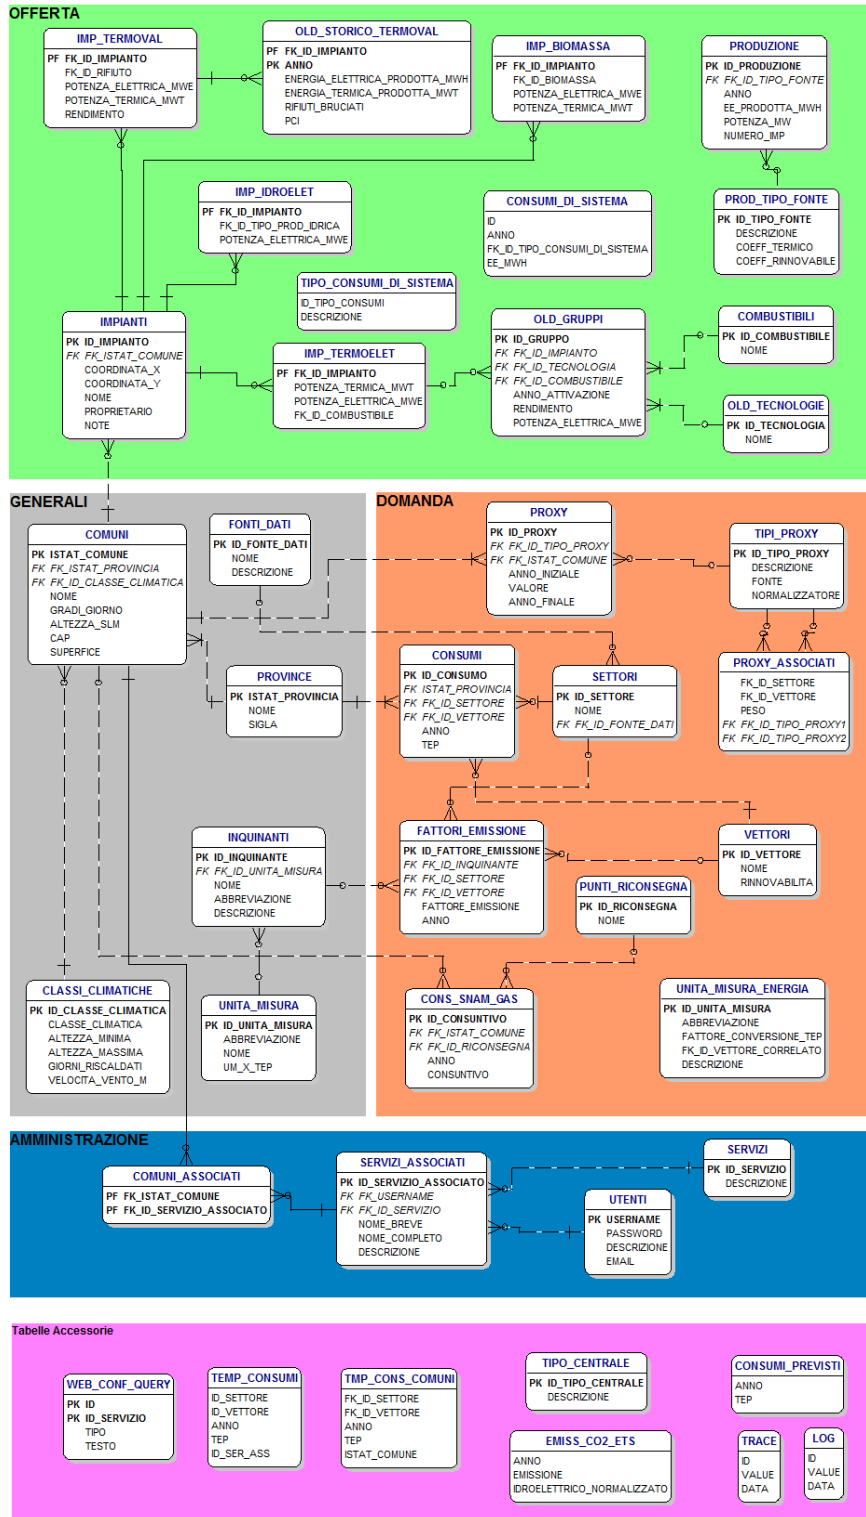 OFFERTA
IMP_TERMOVAL
PF FK_ID_IMPIANTO
FK_ID_RIFIUTO
POTENZA_ELETTRICA_MWE
POTENZA_TERMICA_MWT
RENDIMENTO
OLD_STORICO_TERMOVAL
PF FK_ID_IMPIANTO
PK ANNO
ENERGIA_ELETTRICA_PRODOTTA_MWH
ENERGIA_TERMICA_PRODOTTA_MWT
RIFIUTI_BRUCIATI
PCI
IMP_BIOMASSA
PF FK_ID_IMPIANTO
FK_ID_BIOMASSA
POTENZA_ELETTRICA_MWE
POTENZA_TERMICA_MWT
PRODUZIONE
PK ID_PRODUZIONE
FK FK_ID_TIPO_FONTE
ANNO
EE_PRODOTTA_MWH
POTENZA_MW
NUMERO_IMP
IMP_IDROELET
PF FK_ID_IMPIANTO
FK_ID_TIPO_PROD_IDRICA
POTENZA_ELETTRICA_MWE
CONSUMI_DI_SISTEMA
ID
ANNO
FK_ID_TIPO_CONSUMI_DI_SISTEMA
EE_MWH
PROD_TIPO_FONTE
PK ID_TIPO_FONTE
DESCRIZIONE
COEFF_TERMICO
COEFF_RINNOVABILE
TIPO_CONSUMI_DI_SISTEMA
ID_TIPO_CONSUMI
DESCRIZIONE
IMPIANTI
PK ID_IMPIANTO
FK FK_ISTAT_COMUNE
COORDINATA_X
COORDINATA_Y
NOME
PROPRIETARIO
NOTE
IMP_TERMOELET
PF FK_ID_IMPIANTO
POTENZA_TERMICA_MWT
POTENZA_ELETTRICA_MWE
FK_ID_COMBUSTIBILE
OLD_GRUPPI
PK ID_GRUPPO
FK FK_ID_IMPIANTO
FK FK_ID_TECNOLOGIA
FK FK_ID_COMBUSTIBILE
ANNO_ATTIVAZIONE
RENDIMENTO
POTENZA_ELETTRICA_MWE
COMBUSTIBILI
PK ID_COMBUSTIBILE
NOME
OLD_TECNOLOGIE
PK ID_TECNOLOGIA
NOME
GENERALI
COMUNI
PK ISTAT_COMUNE
FK FK_ISTAT_PROVINCIA
FK FK_ID_CLASSE_CLIMATICA
NOME
GRADI_GIORNO
ALTEZZA_SLM
CAP
SUPERFICE
FONTI_DATI
PK ID_FONTE_DATI
NOME
DESCRIZIONE
PROVINCE
PK ISTAT_PROVINCIA
NOME
SIGLA
INQUINANTI
PK ID_INQUINANTE
FK FK_ID_UNITA_MISURA
NOME
ABBREVIAZIONE
DESCRIZIONE
CLASSI_CLIMATICHE
PK ID_CLASSE_CLIMATICA
CLASSE_CLIMATICA
ALTEZZA_MINIMA
ALTEZZA_MASSIMA
GIORNI_RISCALDATI
VELOCITA_VENTO_M
UNITA_MISURA
PK ID_UNITA_MISURA
ABBREVIAZIONE
NOME
UM_X_TEP
DOMANDA
PROXY
PK ID_PROXY
FK FK_ID_TIPO_PROXY
FK FK_ISTAT_COMUNE
ANNO_INIZIALE
VALORE
ANNO_FINALE
TIPI_PROXY
PK ID_TIPO_PROXY
DESCRIZIONE
FONTE
NORMALIZZATORE
CONSUMI
PK ID_CONSUMO
FK ISTAT_PROVINCIA
FK FK_ID_SETTORE
FK FK_ID_VETTORE
ANNO
TEP
SETTORI
PK ID_SETTORE
NOME
FK FK_ID_FONTE_DATI
PROXY_ASSOCIATI
FK_ID_SETTORE
FK_ID_VETTORE
PESO
FK FK_ID_TIPO_PROXY1
FK FK_ID_TIPO_PROXY2
FATTORI_EMISSIONE
PK ID_FATTORE_EMISSIONE
FK FK_ID_INQUINANTE
FK FK_ID_SETTORE
FK FK_ID_VETTORE
FATTORE_EMISSIONE
ANNO
VETTORI
PK ID_VETTORE
NOME
RINNOVABILITA
PUNTI_RICONSEGNA
PK ID_RICONSEGNA
NOME
CONS_SNAM_GAS
PK ID_CONSUNTIVO
FK FK_ISTAT_COMUNE
FK FK_ID_RICONSEGNA
ANNO
CONSUNTIVO
UNITA_MISURA_ENERGIA
PK ID_UNITA_MISURA
ABBREVIAZIONE
FATTORE_CONVERSIONE_TEP
FK_ID_VETTORE_CORRELATO
DESCRIZIONE
AMMINISTRAZIONE
COMUNI_ASSOCIATI
PF FK_ISTAT_COMUNE
PF FK_ID_SERVIZIO_ASSOCIATO
SERVIZI_ASSOCIATI
PK ID_SERVIZIO_ASSOCIATO
FK FK_USERNAME
FK FK_ID_SERVIZIO
NOME_BREVE
NOME_COMPLETO
DESCRIZIONE
SERVIZI
PK ID_SERVIZIO
DESCRIZIONE
UTENTI
PK USERNAME
PASSWORD
DESCRIZIONE
EMAIL
Tabelle Accessorie
WEB_CONF_QUERY
PK ID
PK ID_SERVIZIO
TIPO
TESTO
TEMP_CONSUMI
ID_SETTORE
ID_VETTORE
ANNO
TEP
ID_SER_ASS
TMP_CONS_COMUNI
FK_ID_SETTORE
FK_ID_VETTORE
ANNO
TEP
ISTAT_COMUNE
TIPO_CENTRALE
PK ID_TIPO_CENTRALE
DESCRIZIONE
CONSUMI_PREVISTI
ANNO
TEP
EMISS_CO2_ETS
ANNO
EMISSIONE
IDROELETTRICO_NORMALIZZATO
TRACE
ID
VALUE
DATA
LOG
ID
VALUE
DATA